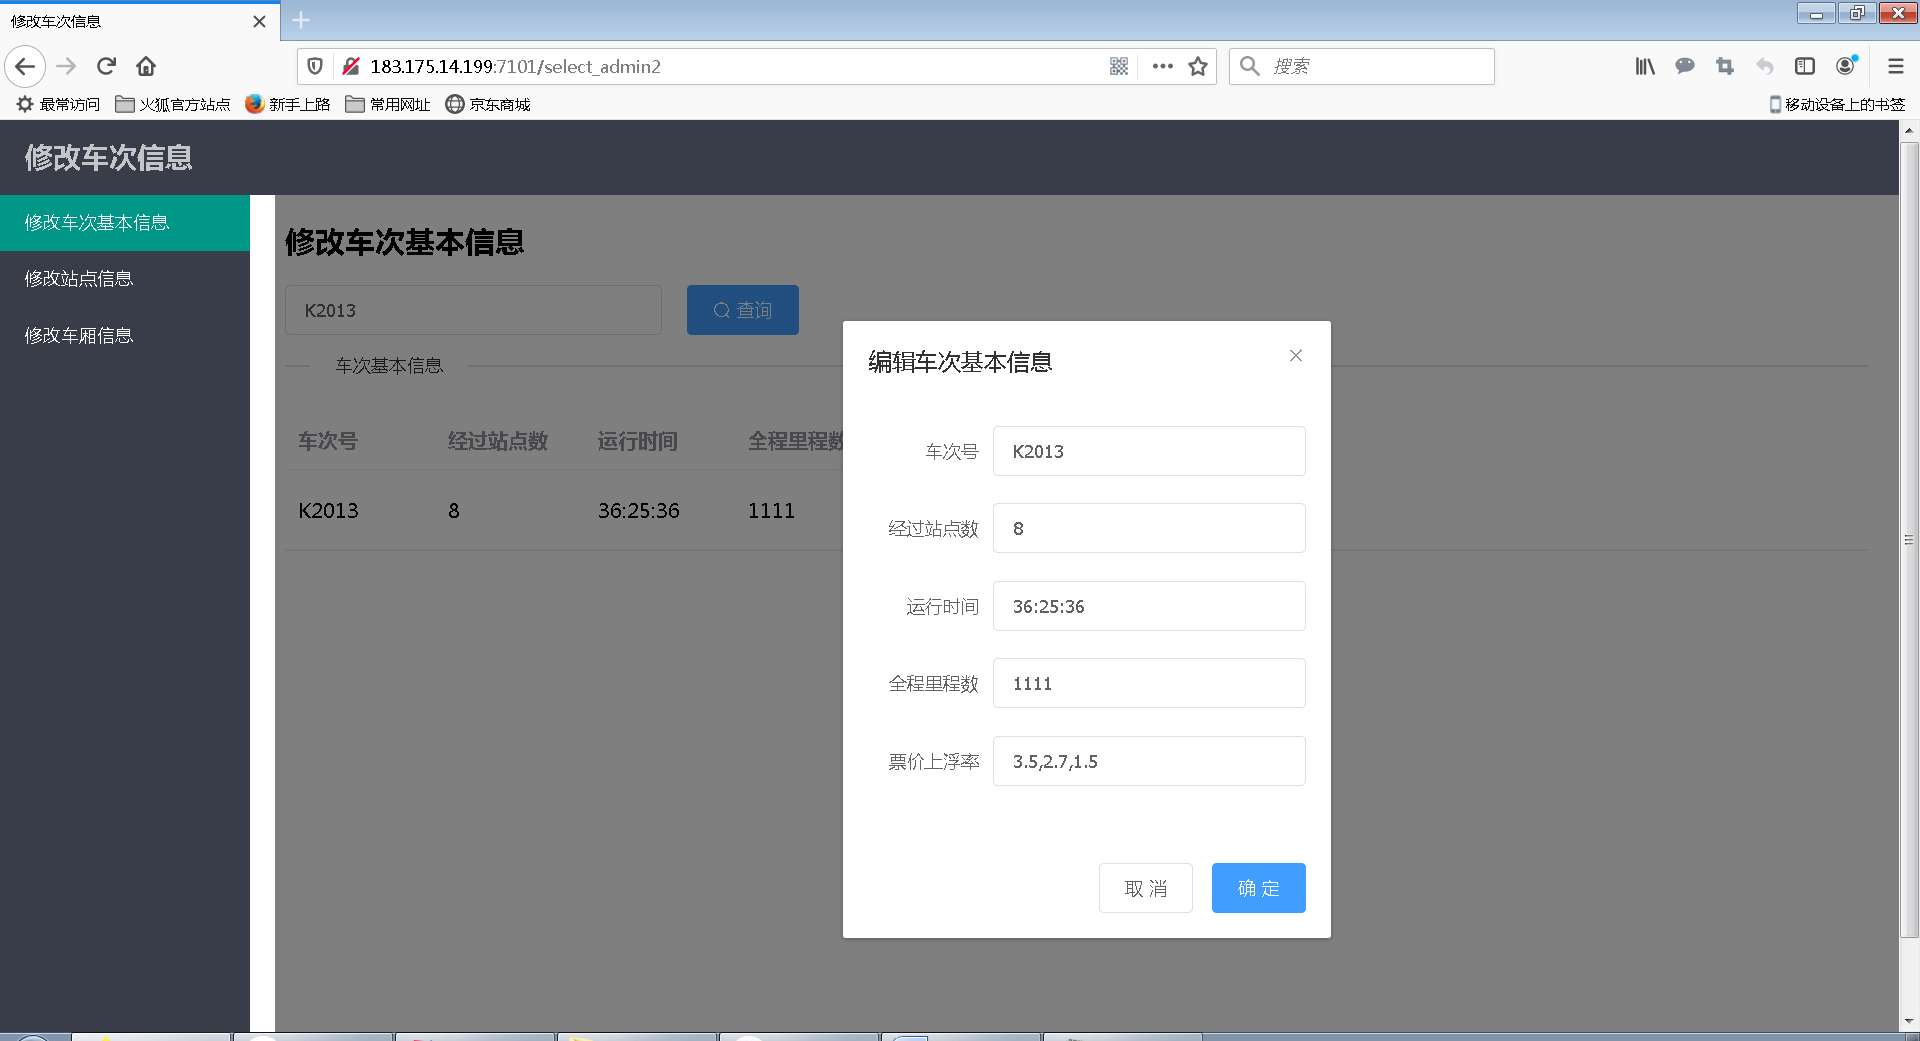 修改车次信息
183.175.14.199:7101/select_admin2
搜索
最常访问
火狐官方站点
新手上路
常用网址
京东商城
移动设备上的书签
修改车次信息
修改车次基本信息
修改站点信息
修改车厢信息
修改车次基本信息
K2013
查询
车次基本信息
车次号 经过站点数 运行时间 全程里程数
K2013 8 36:25:36 1111
编辑车次基本信息
车次号 K2013
经过站点数 8
运行时间 36:25:36
全程里程数 1111
票价上浮率 3.5,2.7,1.5
取 消
确 定